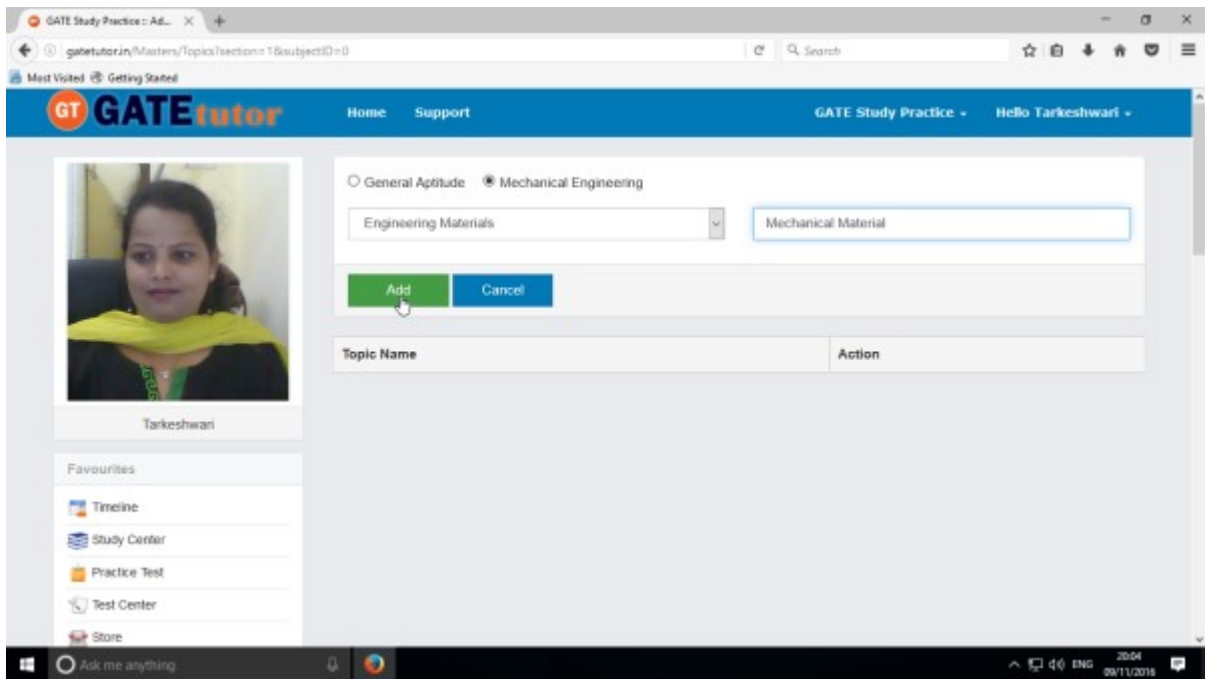 GATE Study Practice :: Ad...
gatetutor.in/Masters/Topics?section=1&subjectID=0
Search
Most Visited Getting Started
GT GATEtutor Home Support GATE Study Practice Hello Tarkeshwari
General Aptitude Mechanical Engineering
Engineering Materials Mechanical Material
Add Cancel
Topic Name Action
Tarkeshwari
Favourites
Timeline
Study Center
Practice Test
Test Center
Store
Ask me anything ENG 20:04
09/11/2016